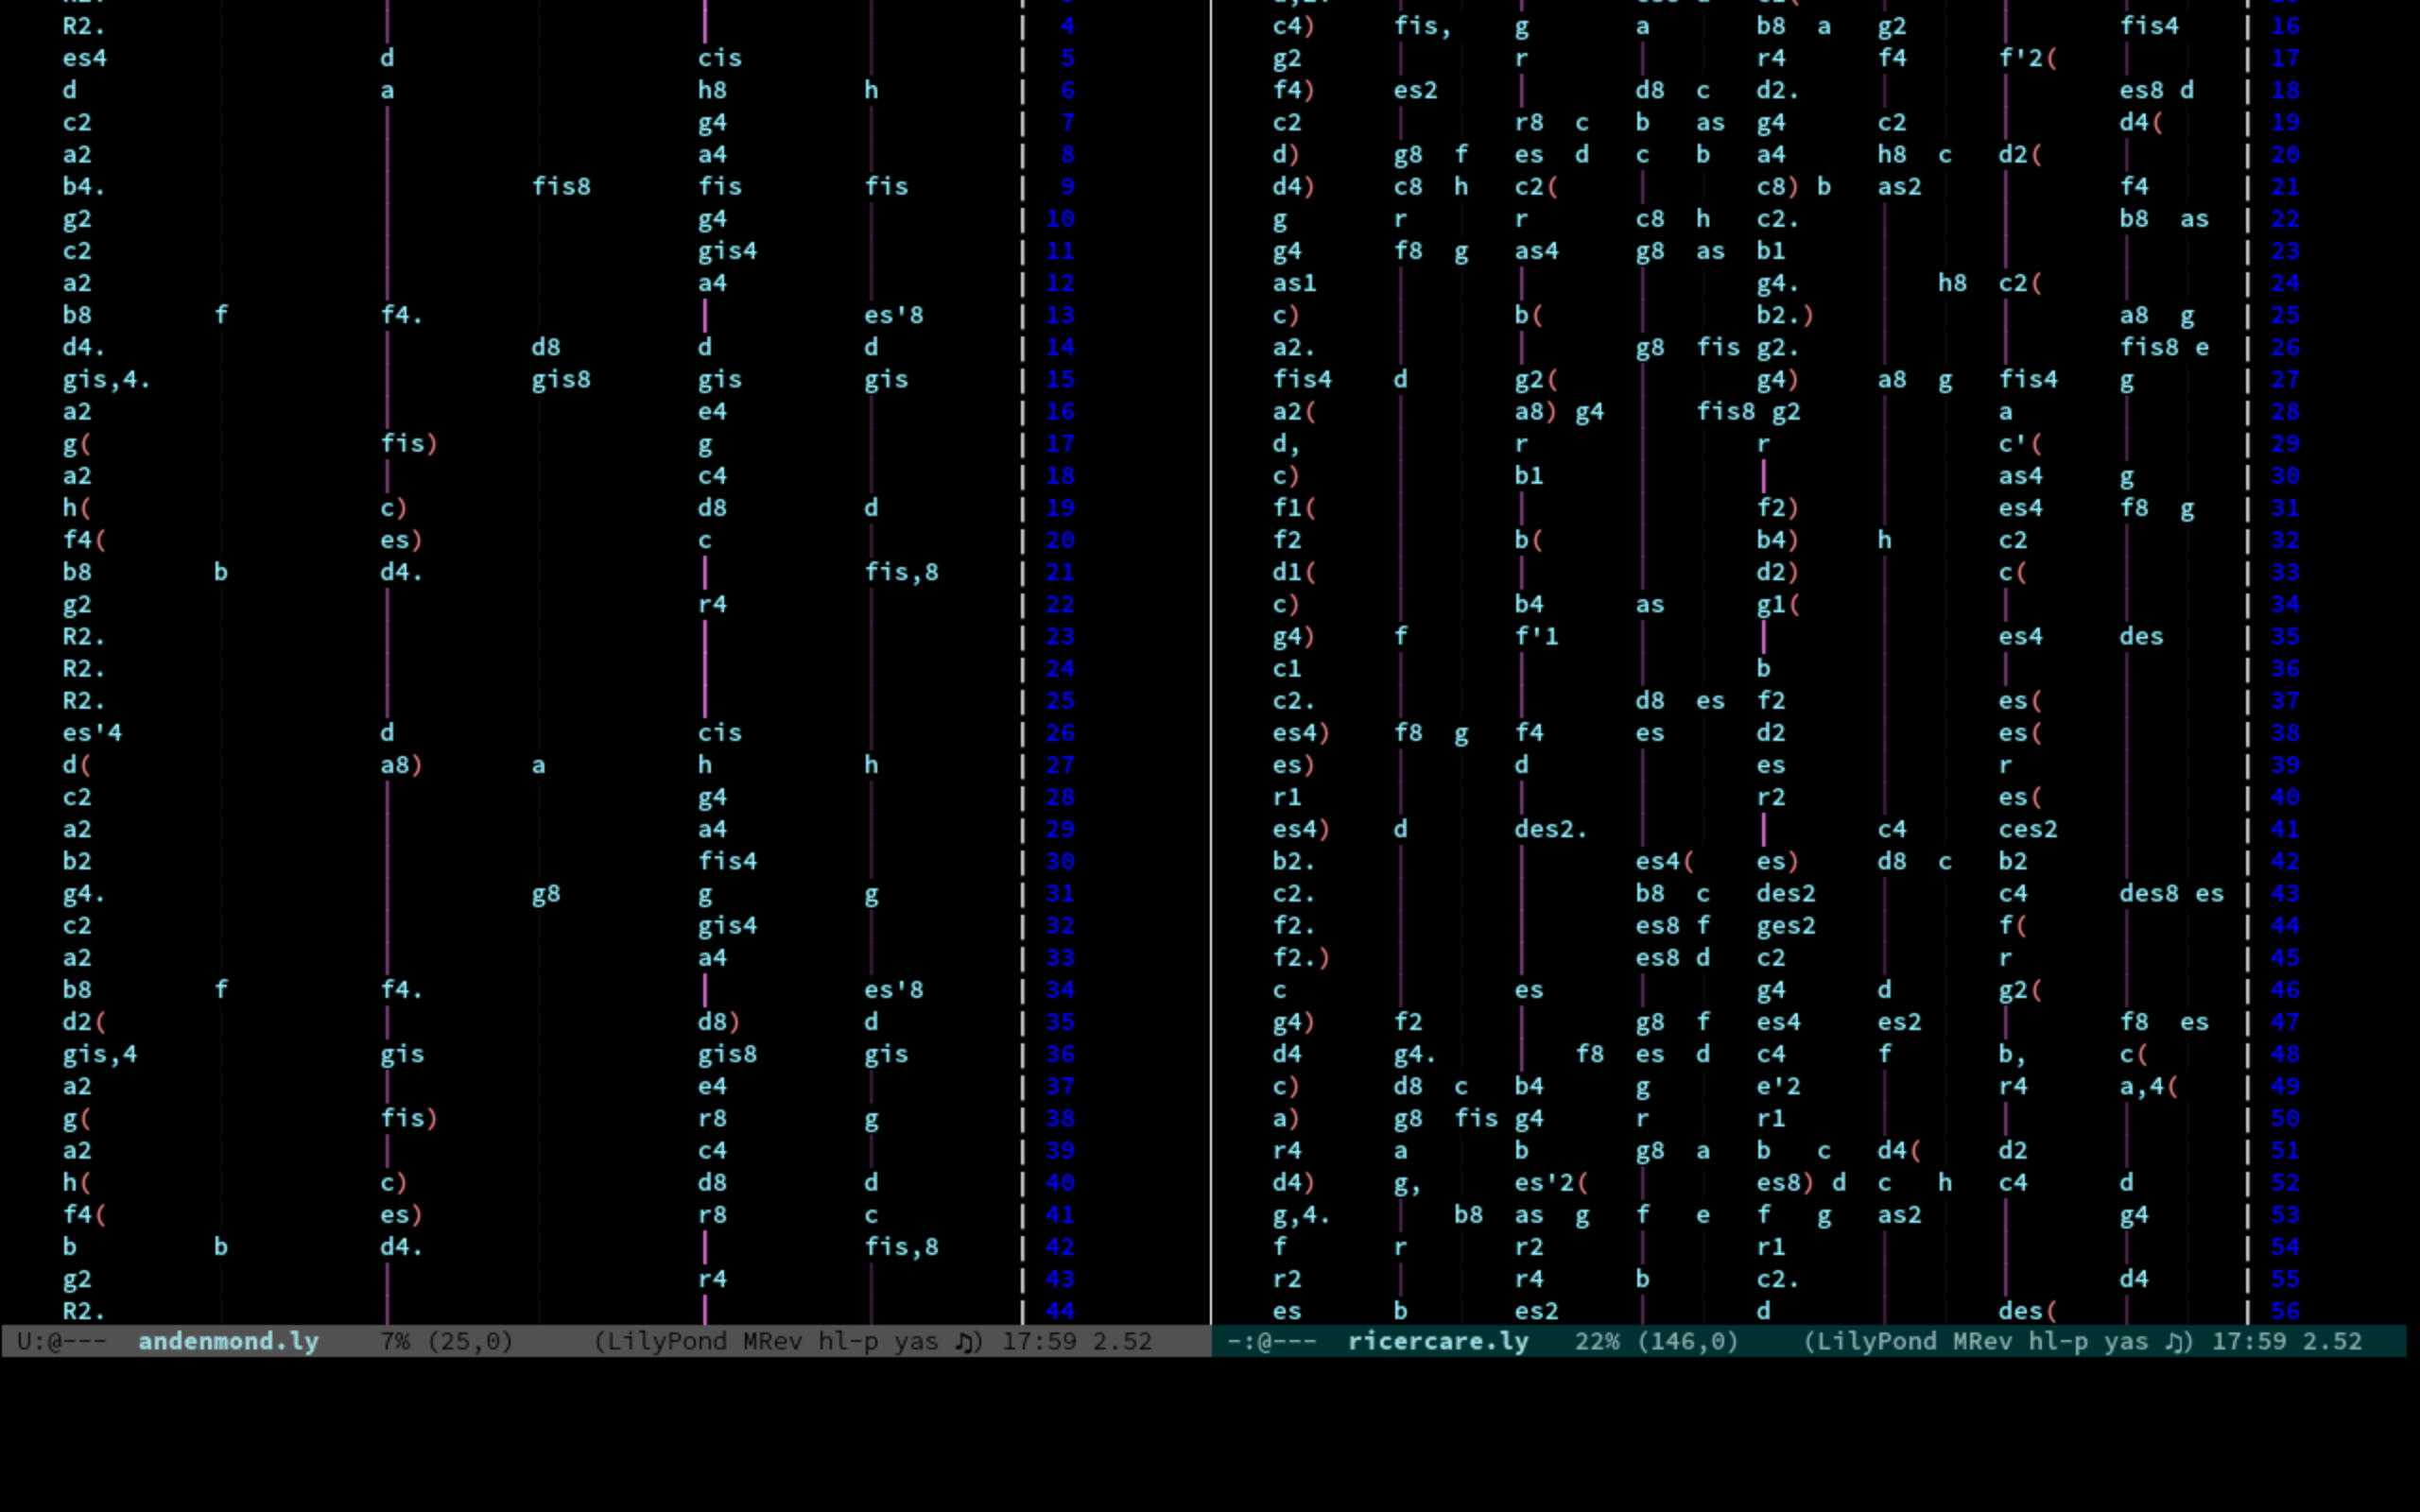 R2. 4
es4 d cis 5
d a h8 h 6
c2 g4 7
a2 a4 8
b4. fis8 fis fis 9
g2 g4 10
c2 gis4 11
a2 a4 12
b8 f f4. es'8 13
d4. d8 d d 14
gis,4. gis8 gis gis 15
a2 e4 16
g( fis) g 17
a2 c4 18
h( c) d8 d 19
f4( es) c 20
b8 b d4. fis,8 21
g2 r4 22
R2. 23
R2. 24
R2. 25
es'4 d cis 26
d( a8) a h h 27
c2 g4 28
a2 a4 29
b2 fis4 30
g4. g8 g g 31
c2 gis4 32
a2 a4 33
b8 f f4. es'8 34
d2( d8) d 35
gis,4 gis gis8 gis 36
a2 e4 37
g( fis) r8 g 38
a2 c4 39
h( c) d8 d 40
f4( es) r8 c 41
b b d4. fis,8 42
g2 r4 43
R2. 44
U:@--- andenmond.ly 7% (25,0) (LilyPond MRev hl-p yas ♫) 17:59 2.52
c4) fis, g a b8 a g2 fis4 16
g2 r r4 f4 f'2( 17
f4) es2 d8 c d2. es8 d 18
c2 r8 c b as g4 c2 d4( 19
d) g8 f es d c b a4 h8 c d2( 20
d4) c8 h c2( c8) b as2 f4 21
g r r c8 h c2. b8 as 22
g4 f8 g as4 g8 as b1 23
as1 g4. h8 c2( 24
c) b( b2.) a8 g 25
a2. g8 fis g2. fis8 e 26
fis4 d g2( g4) a8 g fis4 g 27
a2( a8) g4 fis8 g2 a 28
d, r r c'( 29
c) b1 as4 g 30
f1( f2) es4 f8 g 31
f2 b( b4) h c2 32
d1( d2) c( 33
c) b4 as g1( 34
g4) f f'1 es4 des 35
c1 b 36
c2. d8 es f2 es( 37
es4) f8 g f4 es d2 es( 38
es) d es r 39
r1 r2 es( 40
es4) d des2. c4 ces2 41
b2. es4( es) d8 c b2 42
c2. b8 c des2 c4 des8 es 43
f2. es8 f ges2 f( 44
f2.) es8 d c2 r 45
c es g4 d g2( 46
g4) f2 g8 f es4 es2 f8 es 47
d4 g4. f8 es d c4 f b, c( 48
c) d8 c b4 g e'2 r4 a,4( 49
a) g8 fis g4 r r1 50
r4 a b g8 a b c d4( d2 51
d4) g, es'2( es8) d c h c4 d 52
g,4. b8 as g f e f g as2 g4 53
f r r2 r1 54
r2 r4 b c2. d4 55
es b es2 d des( 56
-:@--- ricercare.ly 22% (146,0) (LilyPond MRev hl-p yas ♫) 17:59 2.52